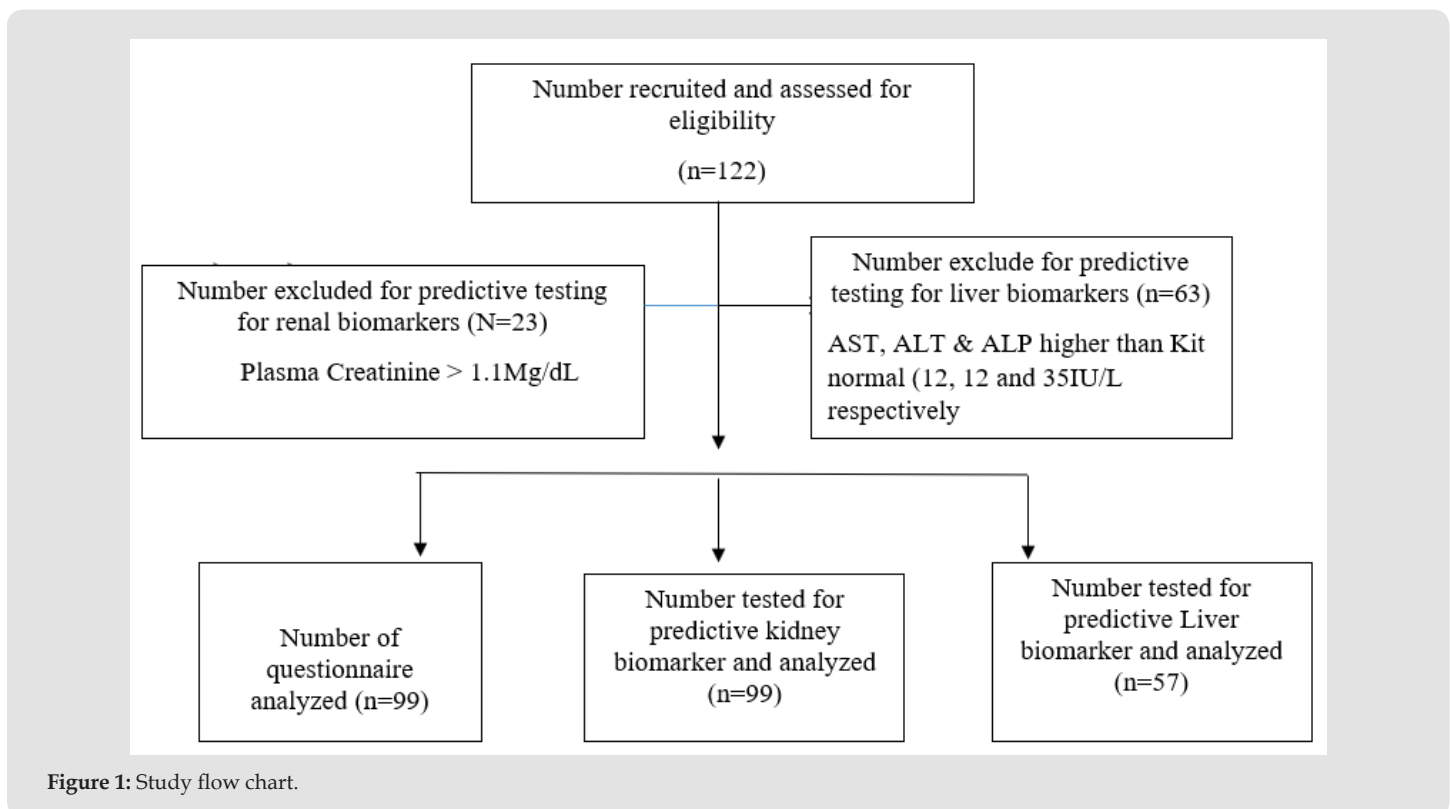 Number recruited and assessed for
eligibility
(n=122)
Number excluded for predictive testing
for renal biomarkers (N=23)
Plasma Creatinine > 1.1Mg/dL
Number exclude for predictive
testing for liver biomarkers (n=63)
AST, ALT & ALP higher than Kit
normal (12, 12 and 35IU/L
respectively
Number of
questionnaire
analyzed (n=99)
Number tested for
predictive kidney
biomarker and analyzed
(n=99)
Number tested for
predictive Liver
biomarker and analyzed
(n=57)
Figure 1: Study flow chart.